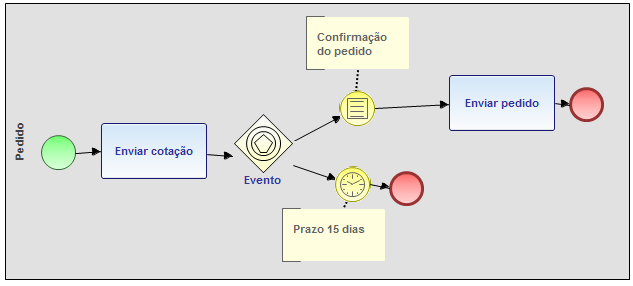 Pedido
Enviar cotação
Evento
Confirmação
do pedido
Enviar pedido
Prazo 15 dias